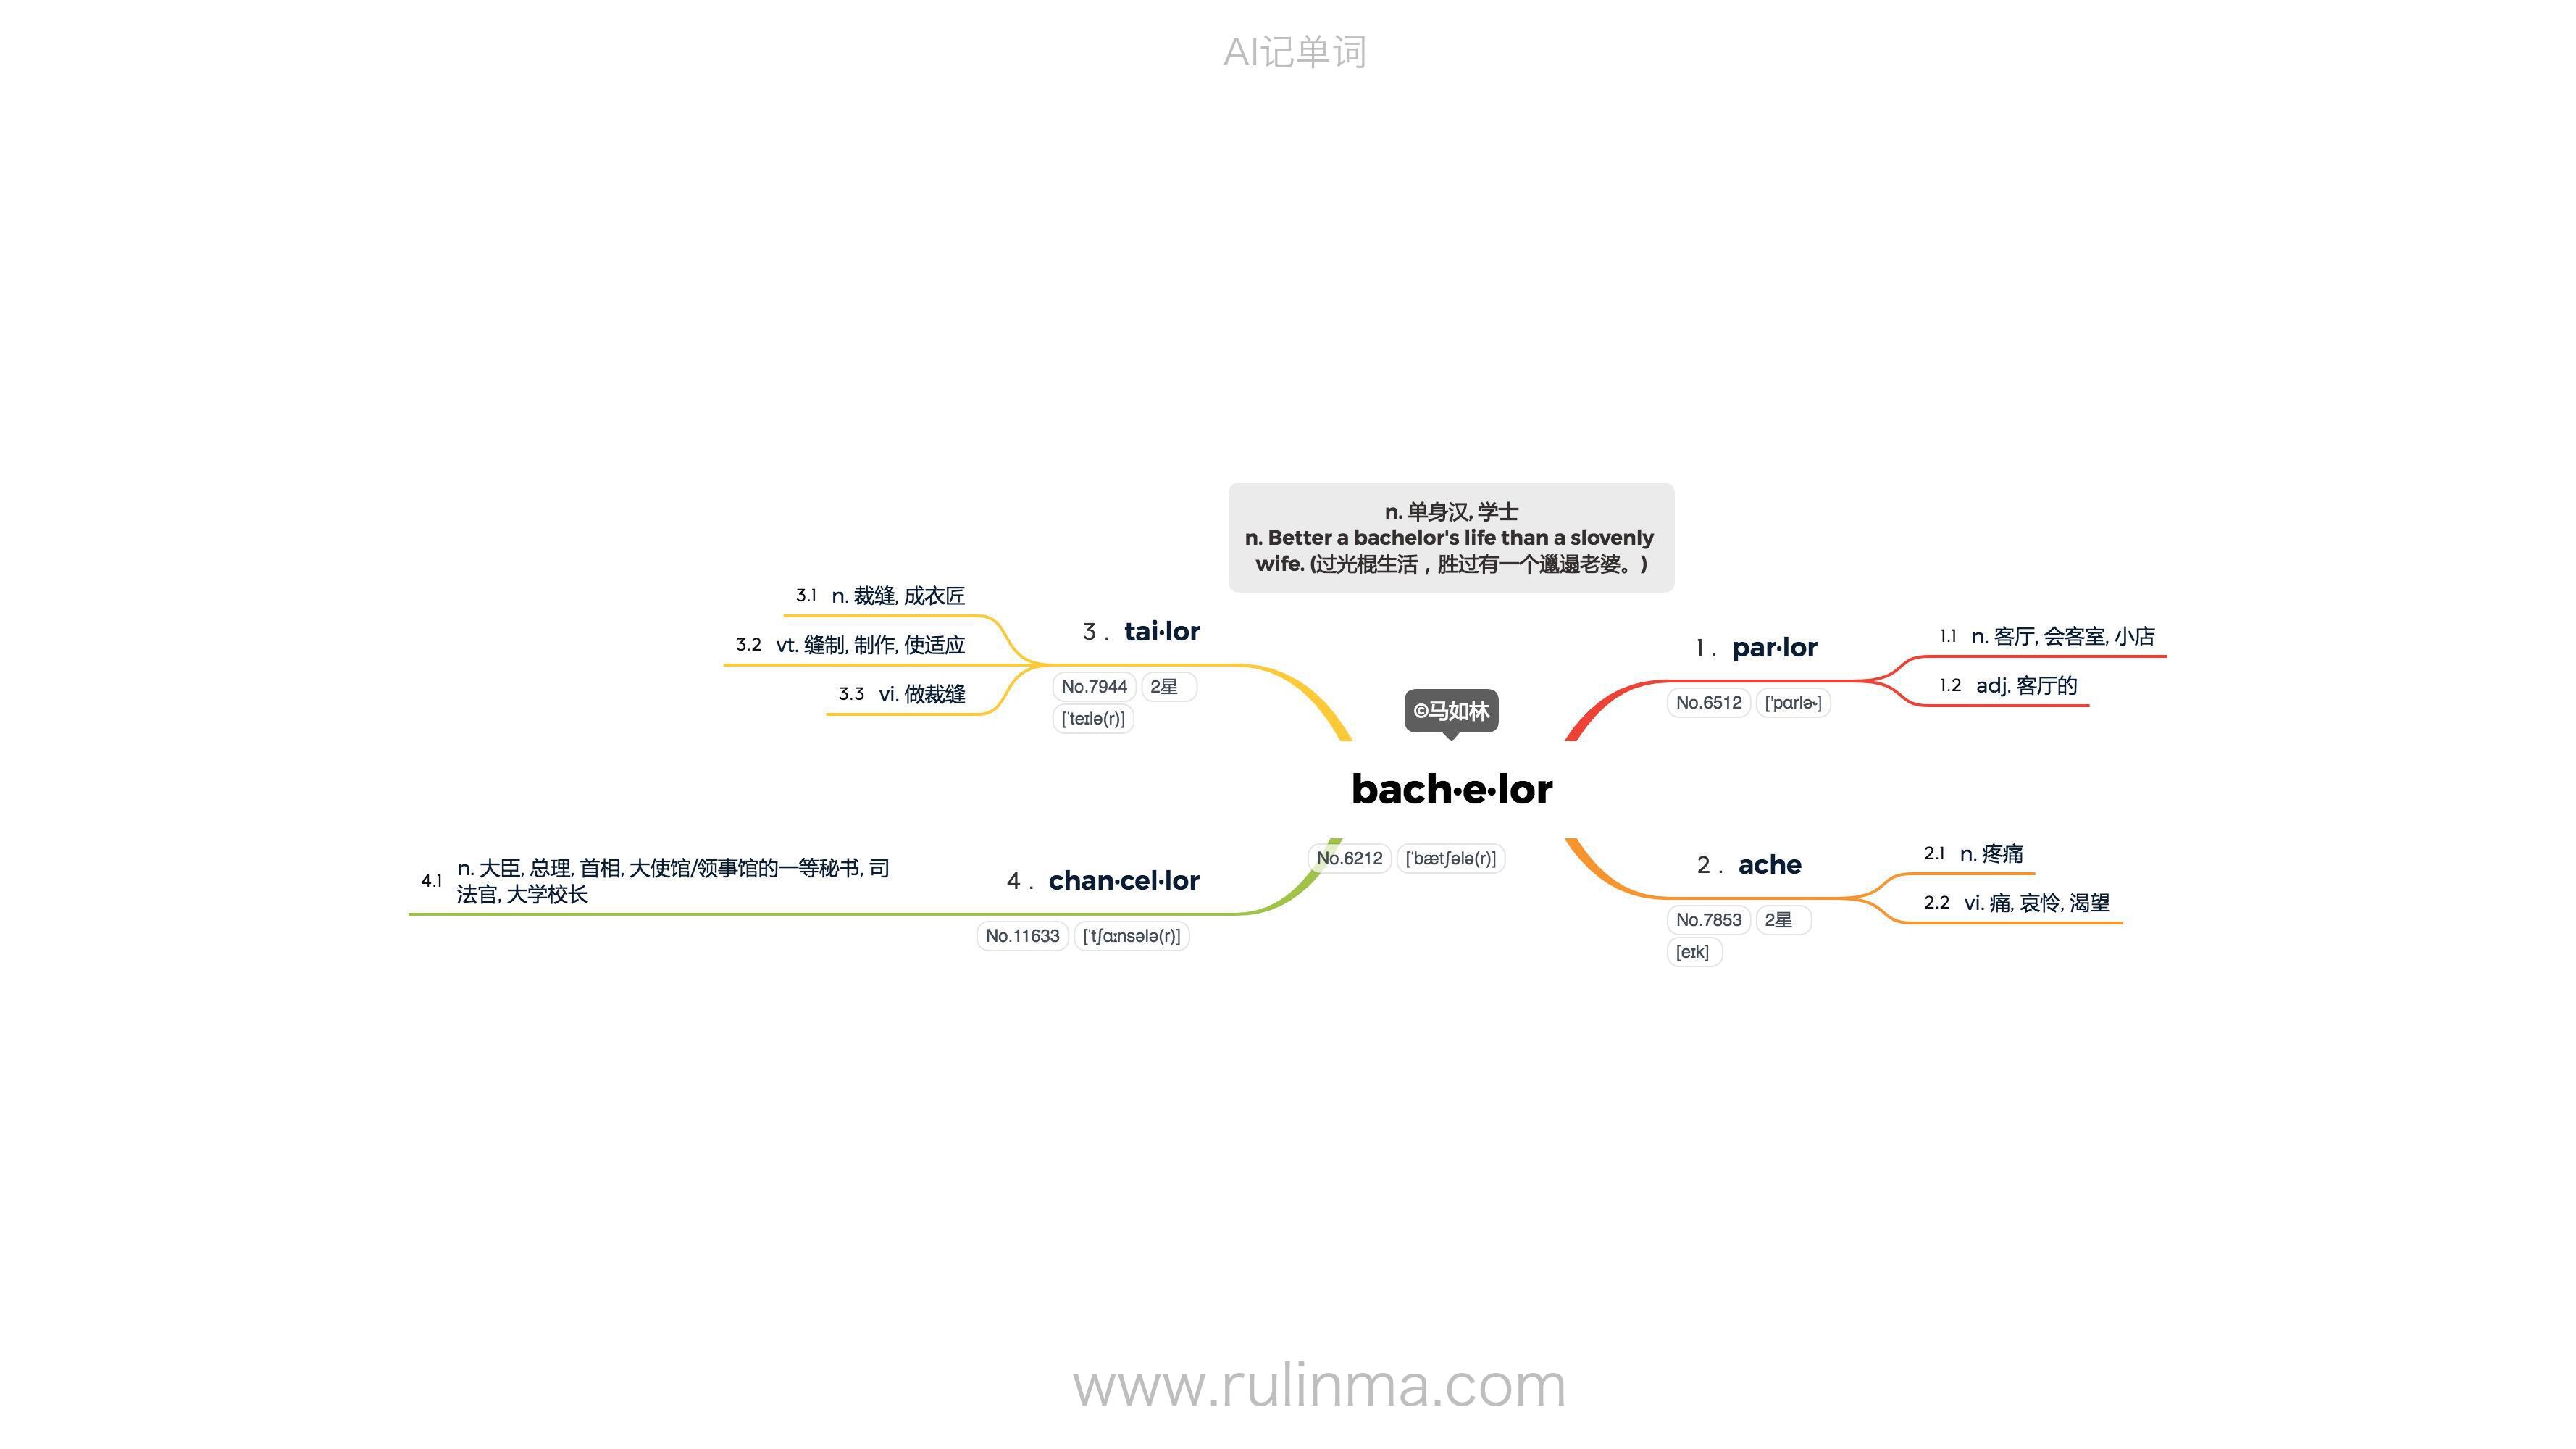 AI记单词
n. 单身汉, 学士
n. Better a bachelor's life than a slovenly
wife. (过光棍生活，胜过有一个邋遢老婆。)
©马如林
bach·e·lor
No.6212 [ˈbætʃələ(r)]
1. par·lor
No.6512 ['pɑrlɚ]
1.1 n. 客厅, 会客室, 小店
1.2 adj. 客厅的
2. ache
No.7853 2星
[eɪk]
2.1 n. 疼痛
2.2 vi. 痛, 哀怜, 渴望
3. tai·lor
No.7944 2星
[ˈteɪlə(r)]
3.1 n. 裁缝, 成衣匠
3.2 vt. 缝制, 制作, 使适应
3.3 vi. 做裁缝
4. chan·cel·lor
No.11633 [ˈtʃɑːnsələ(r)]
4.1 n. 大臣, 总理, 首相, 大使馆/领事馆的一等秘书, 司
法官, 大学校长
www.rulinma.com